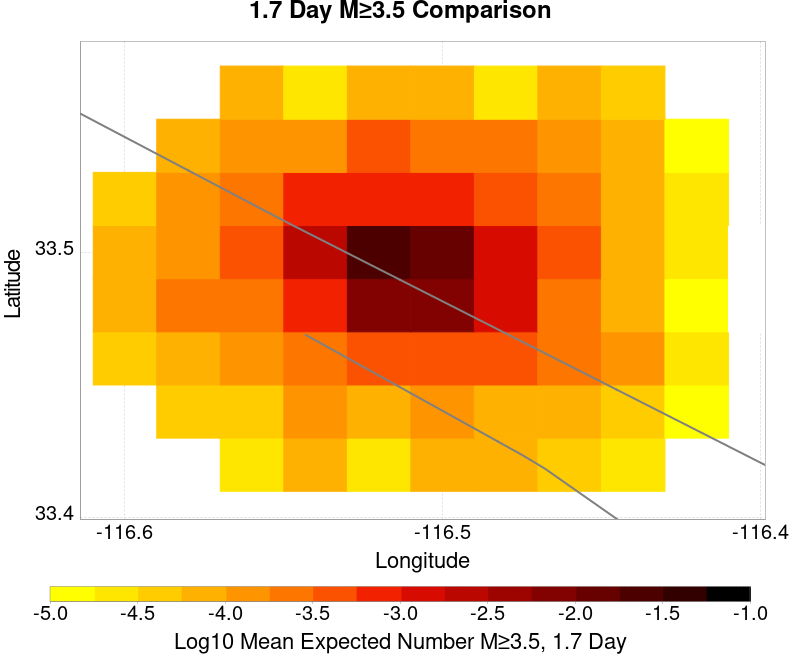 1.7 Day M≥3.5 Comparison
Latitude
33.5
33.4
-116.6 -116.5 -116.4
Longitude
-5.0 -4.5 -4.0 -3.5 -3.0 -2.5 -2.0 -1.5 -1.0
Log10 Mean Expected Number M≥3.5, 1.7 Day